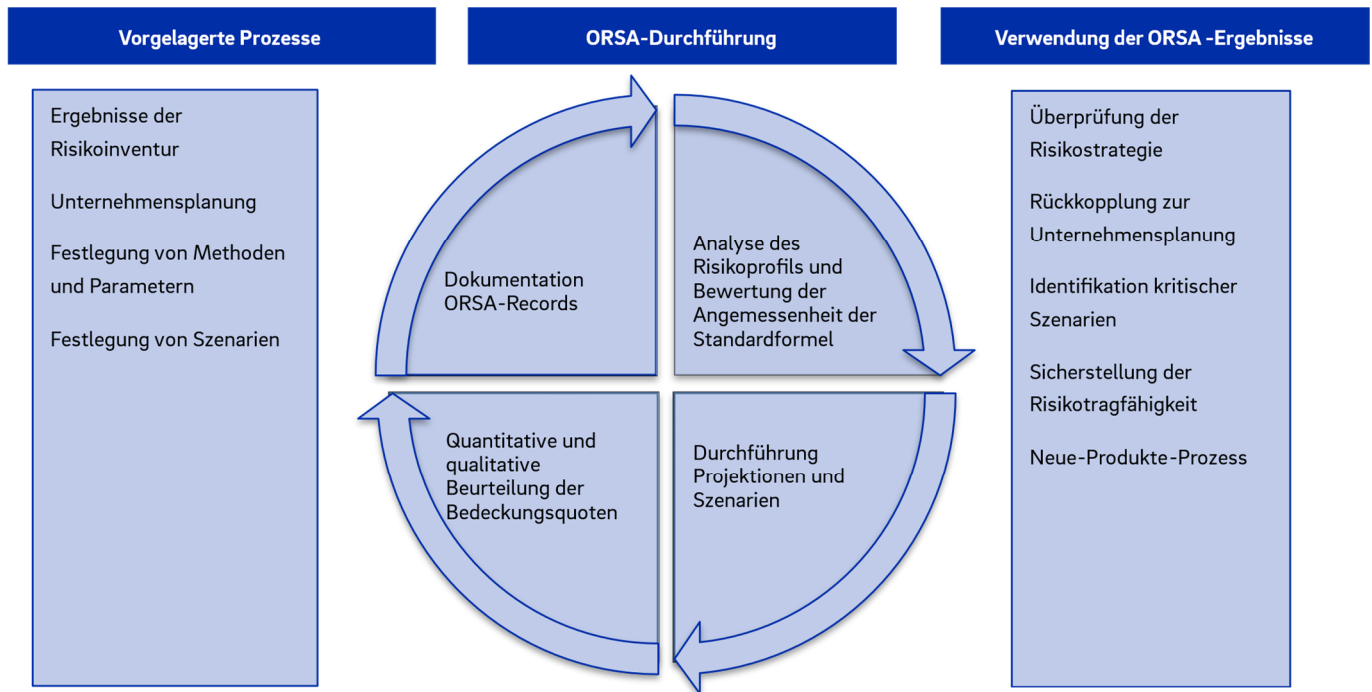 Vorgelagerte Prozesse
ORSA-Durchführung
Verwendung der ORSA -Ergebnisse
Ergebnisse der
Risikoinventur
Unternehmensplanung
Festlegung von Methoden
und Parametern
Festlegung von Szenarien
Dokumentation
ORSA-Records
Analyse des
Risikoprofils und
Bewertung der
Angemessenheit der
Standardformel
Quantitative und
qualitative
Beurteilung der
Bedeckungsquoten
Durchführung
Projektionen und
Szenarien
Überprüfung der
Risikostrategie
Rückkopplung zur
Unternehmensplanung
Identifikation kritischer
Szenarien
Sicherstellung der
Risikotragfähigkeit
Neue-Produkte-Prozess